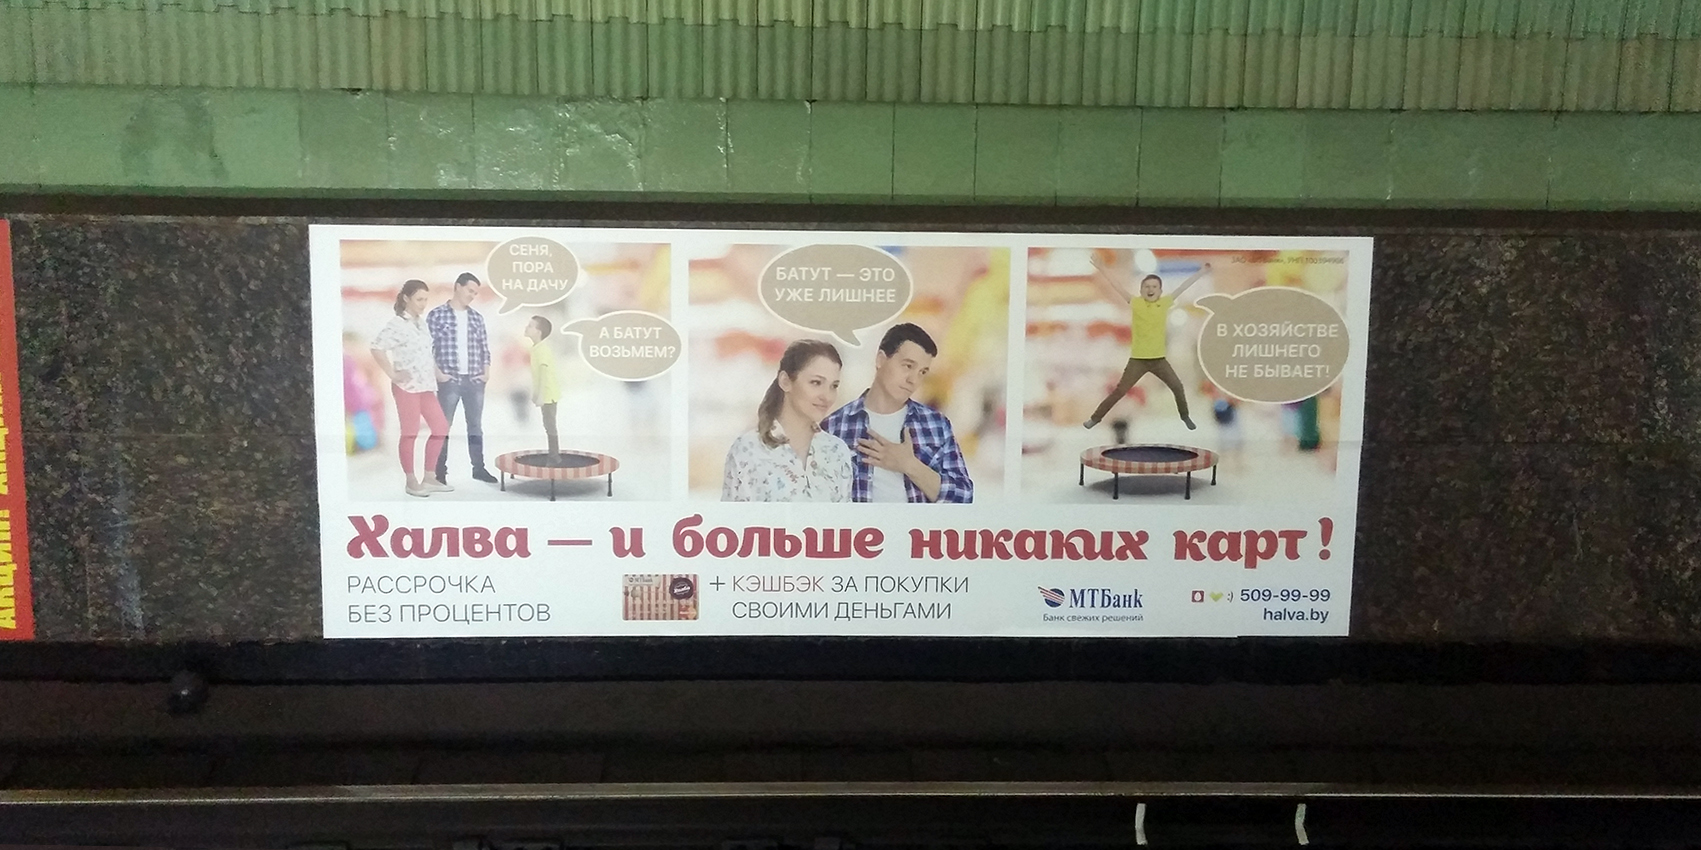 СЕНЯ,
ПОРА
НА ДАЧУ
А БАТУТ
ВОЗЬМЕМ?
БАТУТ — ЭТО
УЖЕ ЛИШНЕЕ
В ХОЗЯЙСТВЕ
ЛИШНЕГО
НЕ БЫВАЕТ!
Халва — и больше никаких карт!
РАССРОЧКА
БЕЗ ПРОЦЕНТОВ
+ КЭШБЭК ЗА ПОКУПКИ
СВОИМИ ДЕНЬГАМИ
МТБанк
Банк свежих решений
:) 509-99-99
halva.by